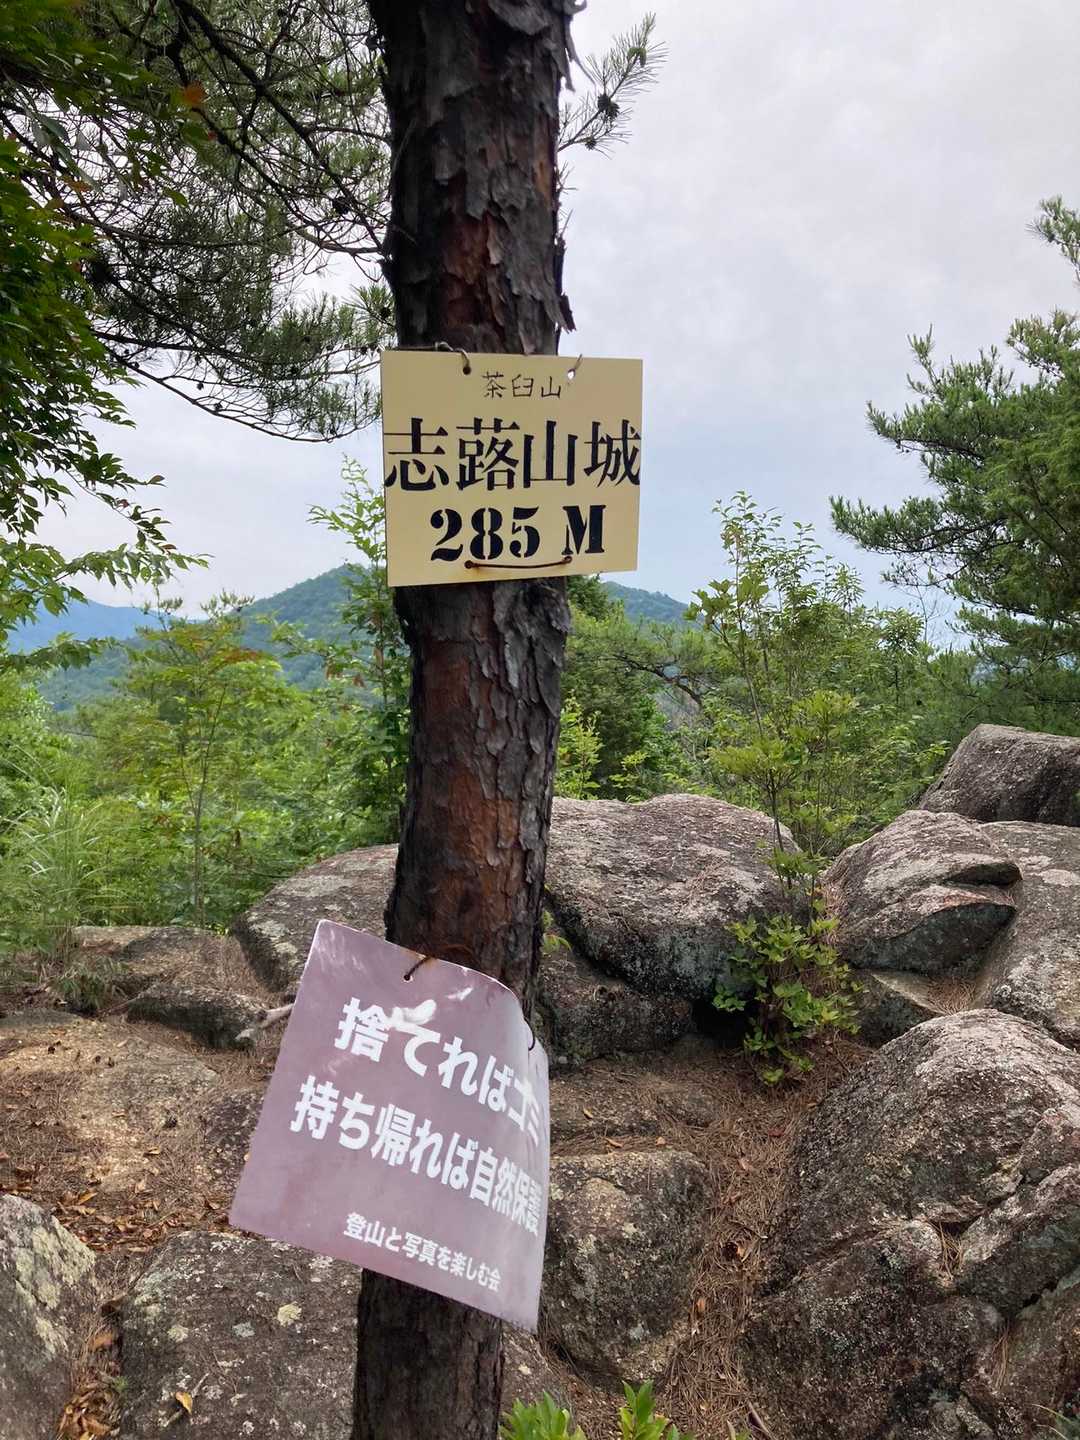 茶臼山
志蕗山城
285 M
捨てればゴミ
持ち帰れば自然保護
登山と写真を楽しむ会